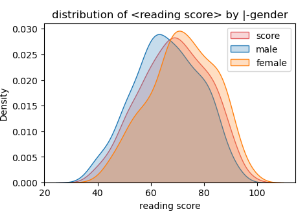 distribution of <reading score> by |-gender
score
male
female
0.030
0.025
0.020
0.015
0.010
0.005
0.000
Density
20 40 60 80 100
reading score